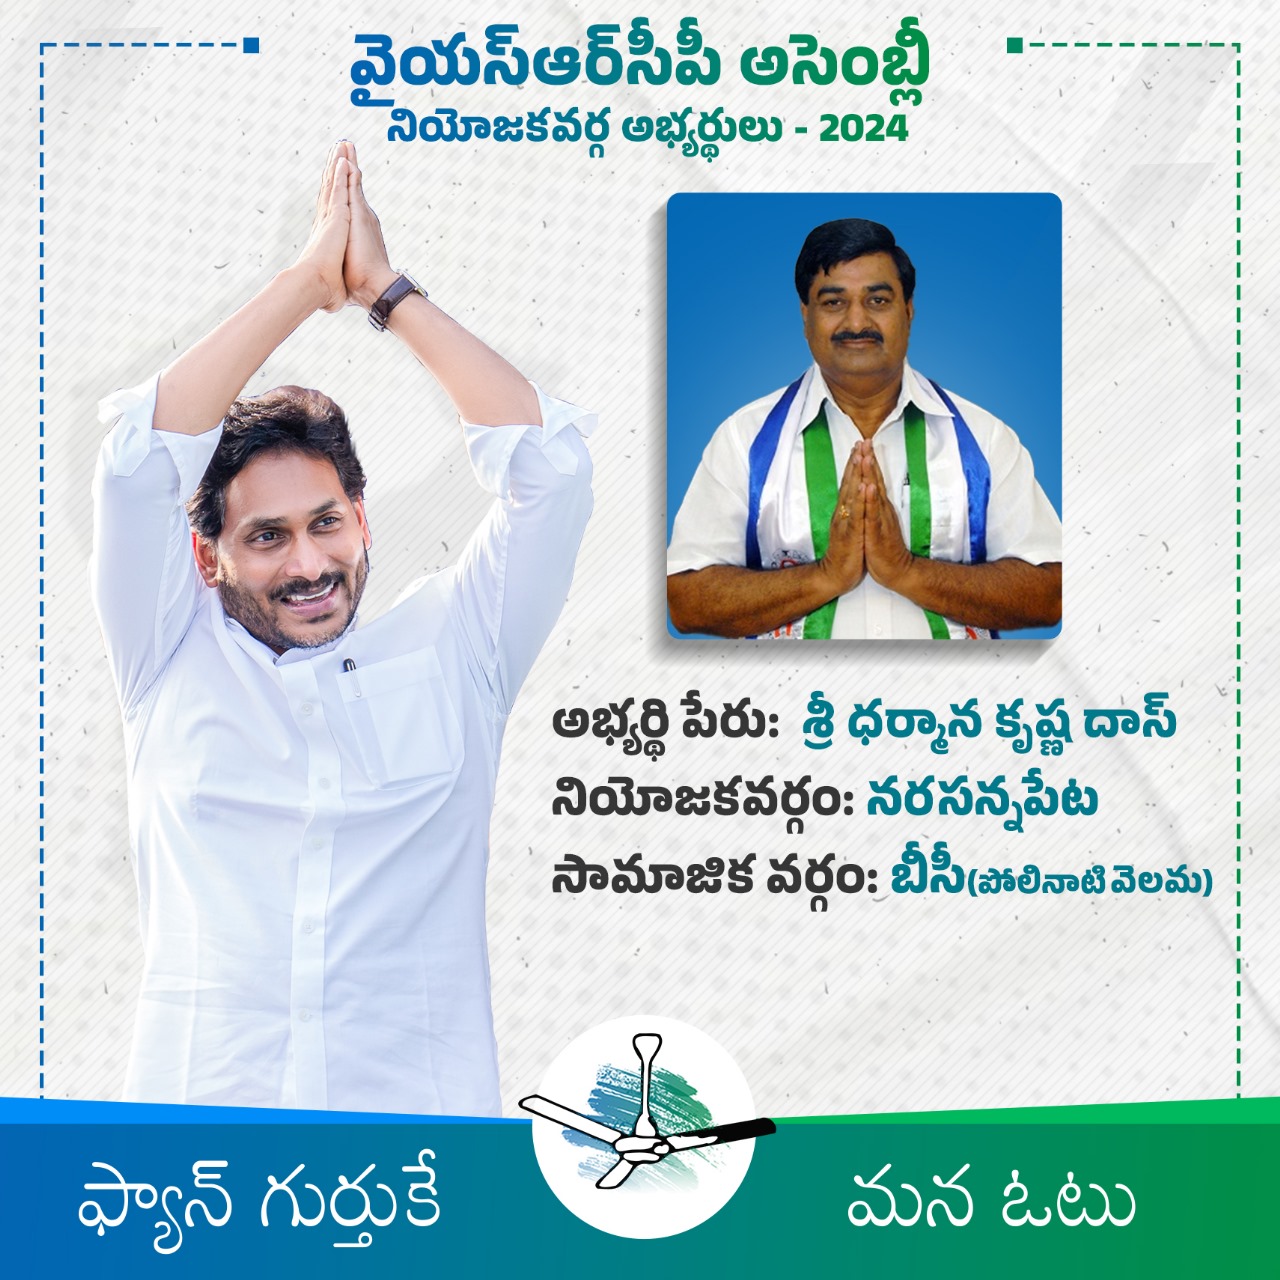 వైయస్ఆర్‌సీపీ అసెంబ్లీ
నియోజకవర్గ అభ్యర్థులు - 2024
అభ్యర్థి పేరు: శ్రీ ధర్మాన కృష్ణ దాస్
నియోజకవర్గం: నరసన్నపేట
సామాజిక వర్గం: బీసీ(పోలినాటి వెలమ)
ఫ్యాన్ గుర్తుకే మన ఓటు